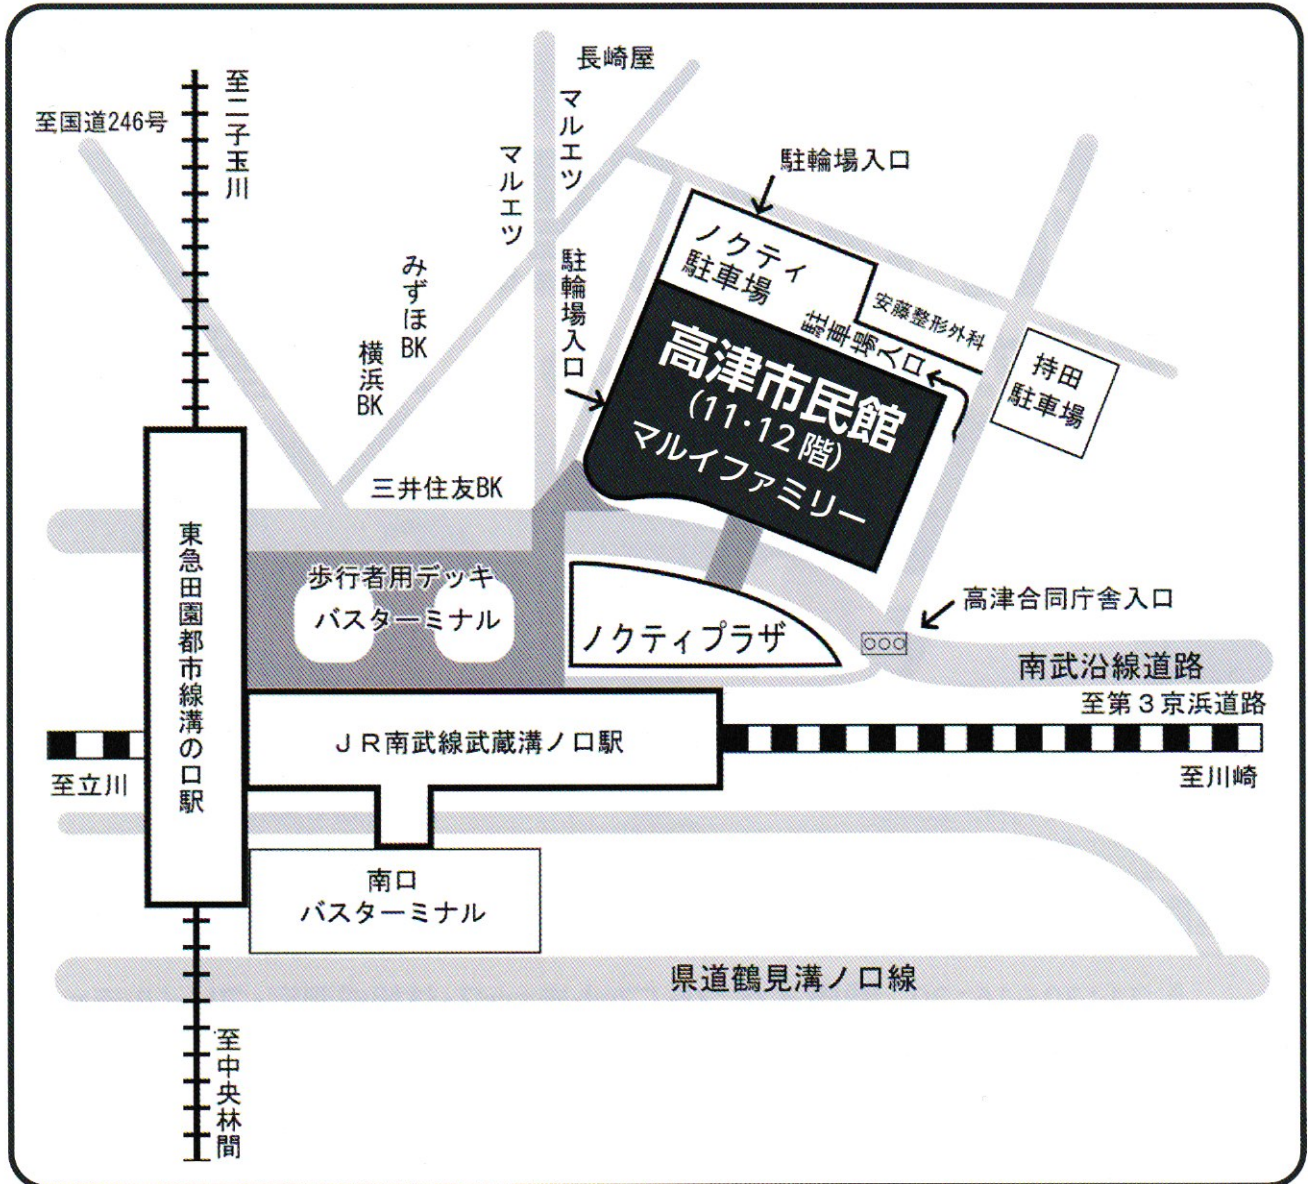 長崎屋
至二子玉川
至国道246号
マルエツ
マルエツ
駐輪場入口
ノクティ
駐車場
駐輪場入口
みずほBK
横浜BK
安藤整形外科
駐車場入口
持田
駐車場
高津市民館
(11・12階)
マルイファミリー
三井住友BK
東急田園都市線溝の口駅
歩行者用デッキ
バスターミナル
ノクティプラザ
高津合同庁舎入口
南武沿線道路
至第3京浜道路
JR南武線武蔵溝ノ口駅
至立川
至川崎
南口
バスターミナル
県道鶴見溝ノ口線
至中央林間